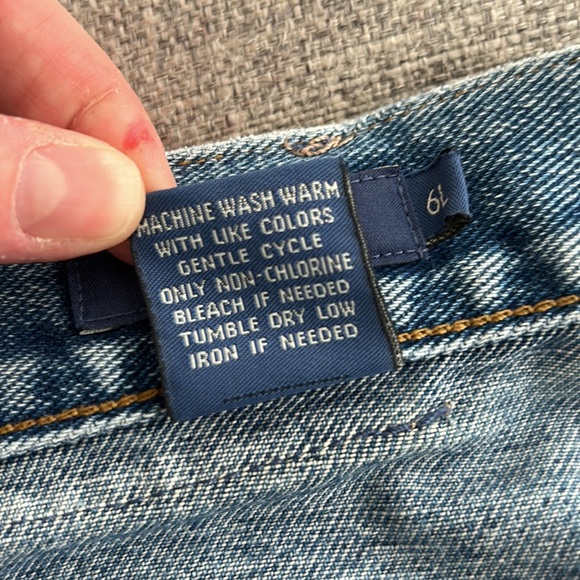 MACHINE WASH WARM
WITH LIKE COLORS
GENTLE CYCLE
ONLY NON-CHLORINE
BLEACH IF NEEDED
TUMBLE DRY LOW
IRON IF NEEDED
6L